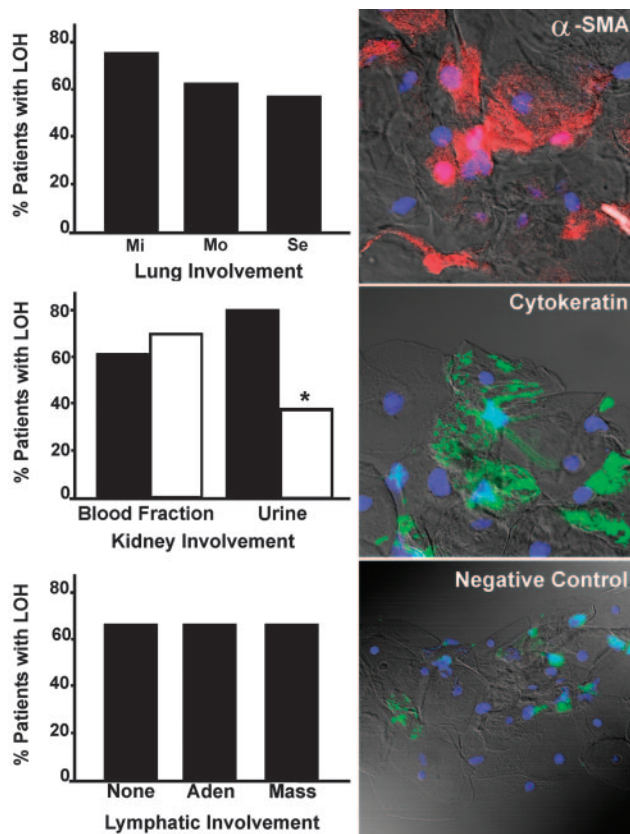 % Patients with LOH
80
60
40
20
0
Mi Mo Se
Lung Involvement
α-SMA
% Patients with LOH
80
60
40
20
0
*
Blood Fraction Urine
Kidney Involvement
Cytokeratin
% Patients with LOH
80
60
40
20
0
None Aden Mass
Lymphatic Involvement
Negative Control